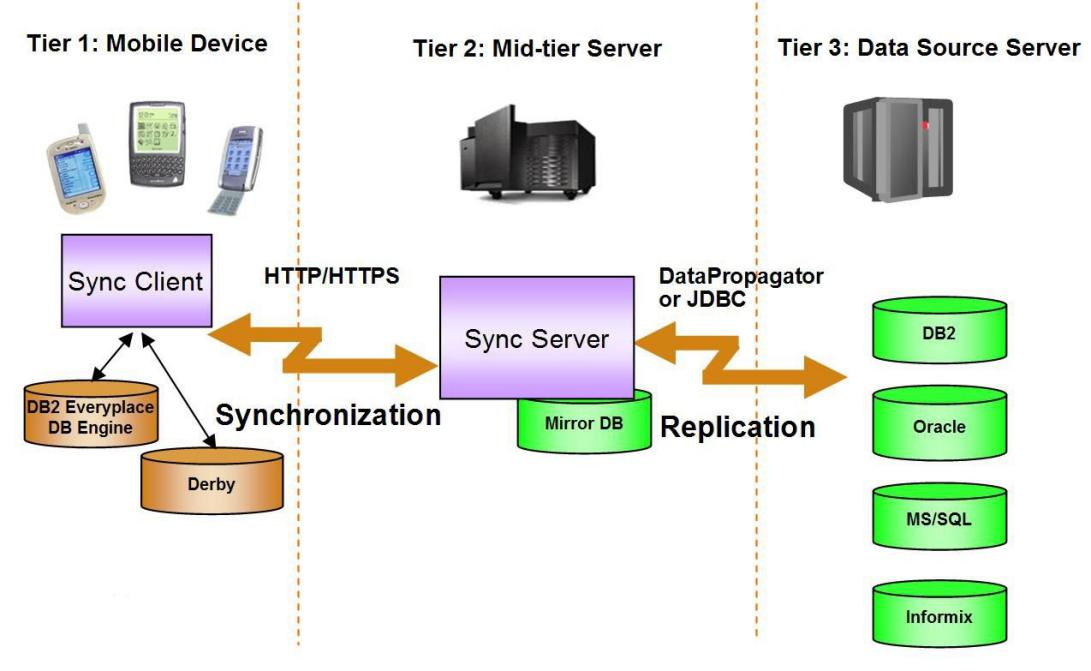 Tier 1: Mobile Device
Tier 2: Mid-tier Server
Tier 3: Data Source Server
Sync Client
HTTP/HTTPS
Sync Server
DataPropagator
or JDBC
DB2
DB2 Everyplace
DB Engine
Synchronization
Mirror DB
Replication
Oracle
Derby
MS/SQL
Informix